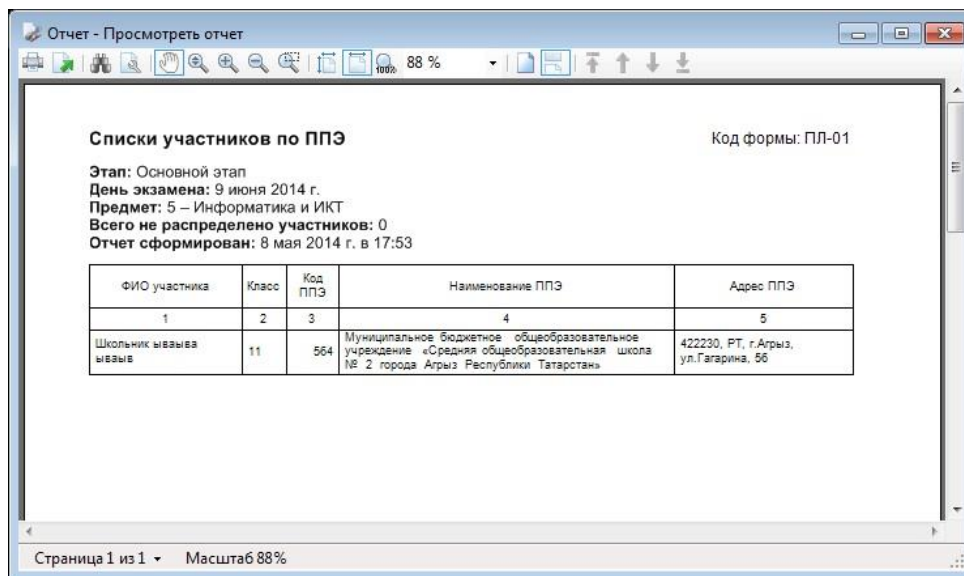 Отчет - Просмотреть отчет
100%
88 %
Списки участников по ППЭ
Код формы: ПЛ-01
Этап: Основной этап
День экзамена: 9 июня 2014 г.
Предмет: 5 – Информатика и ИКТ
Всего не распределено участников: 0
Отчет сформирован: 8 мая 2014 г. в 17:53
ФИО участника
Класс
Код
ППЭ
Наименование ППЭ
Адрес ППЭ
1
2
3
4
5
Школьник ываыва
ываыв
11
564
Муниципальное бюджетное общеобразовательное
учреждение «Средняя общеобразовательная школа
№ 2 города Агрыз Республики Татарстан»
422230, РТ, г.Агрыз,
ул.Гагарина, 56
Страница 1 из 1
Масштаб 88%